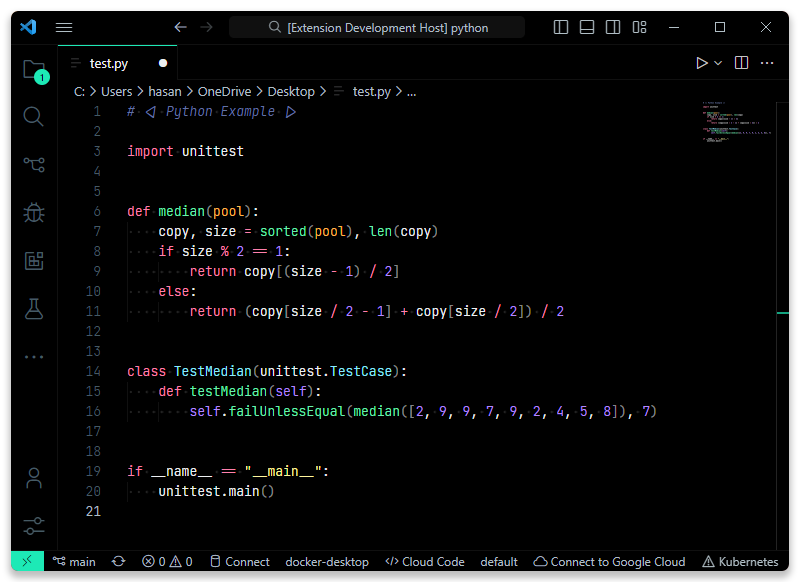 [Extension Development Host] python
test.py
1
C: > Users > hasan > OneDrive > Desktop > test.py > ...
1 # ◁ Python Example ▷
2
3 import unittest
4
5
6 def median(pool):
7     copy, size = sorted(pool), len(copy)
8     if size % 2 == 1:
9         return copy[(size - 1) / 2]
10     else:
11         return (copy[size / 2 - 1] + copy[size / 2]) / 2
12
13
14 class TestMedian(unittest.TestCase):
15     def testMedian(self):
16         self.failUnlessEqual(median([2, 9, 9, 7, 9, 2, 4, 5, 8]), 7)
17
18
19 if __name__ == "__main__":
20     unittest.main()
21
main 0 0 Connect docker-desktop </> Cloud Code default Connect to Google Cloud Kubernetes